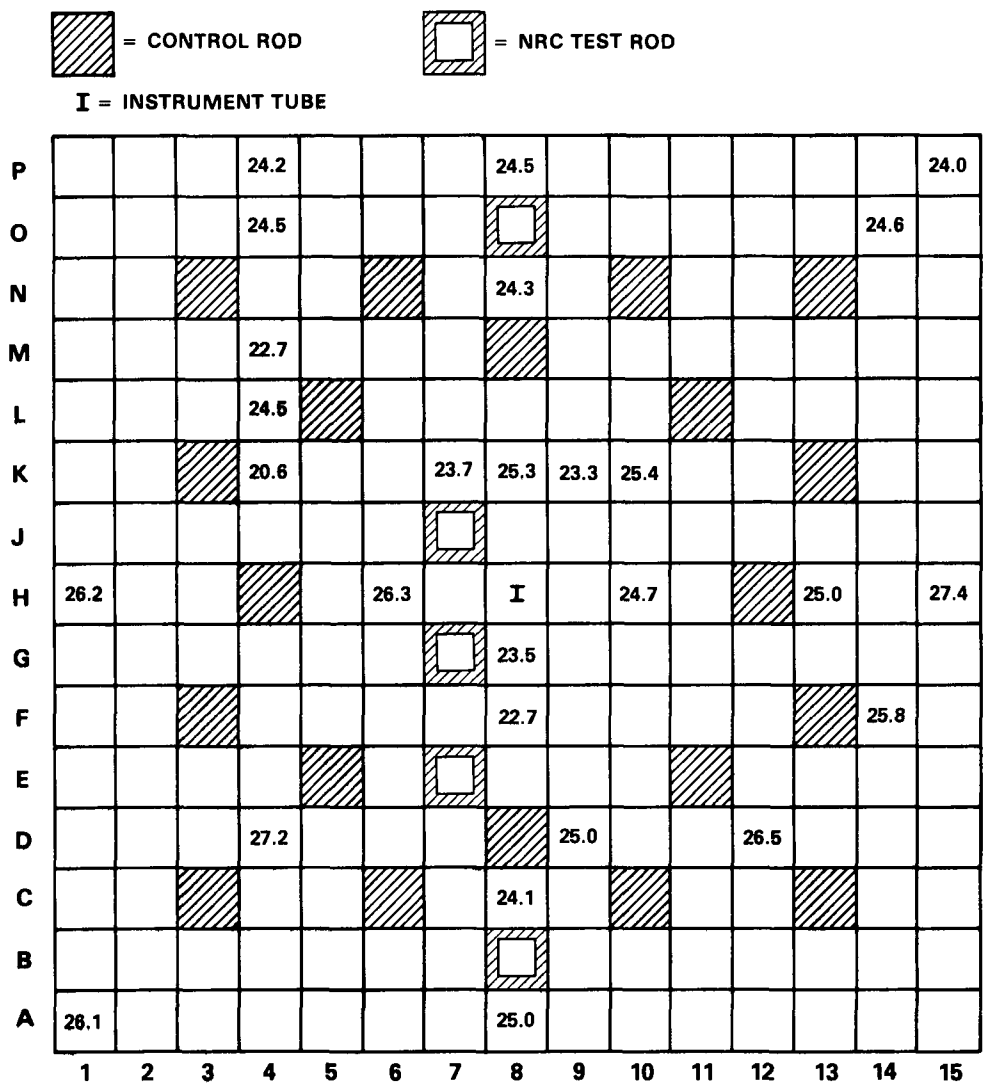 = CONTROL ROD = NRC TEST ROD
I = INSTRUMENT TUBE
P 24.2 24.5 24.0
O 24.5 24.6
N 24.3
M 22.7
L 24.5
K 20.6 23.7 25.3 23.3 25.4
J
H 26.2 26.3 I 24.7 25.0 27.4
G 23.5
F 22.7 25.8
E
D 27.2 25.0 26.5
C 24.1
B
A 26.1 25.0
1 2 3 4 5 6 7 8 9 10 11 12 13 14 15